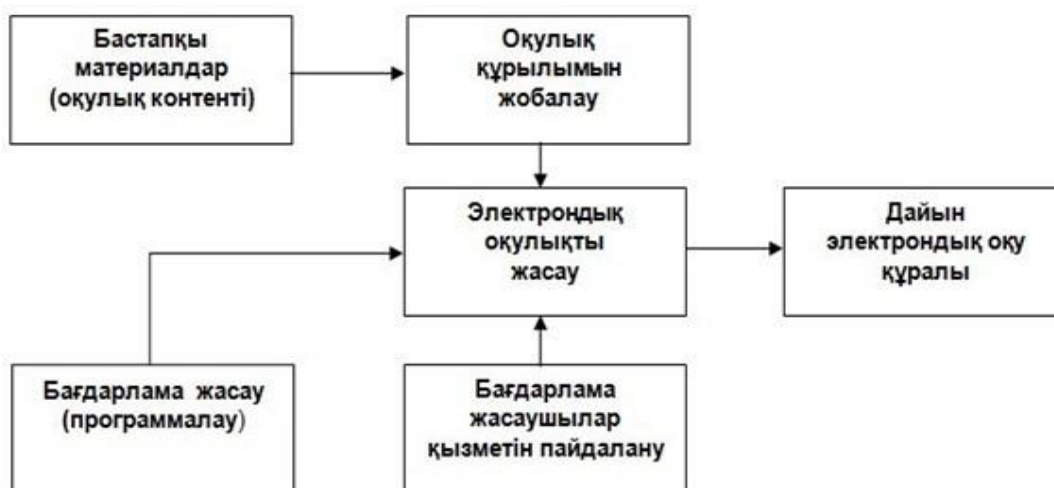 Бастапқы
материалдар
(оқулық контенті)
Оқулық
құрылымын
жобалау
Электрондық
оқулықты
жасау
Дайын
электрондық оқу
құралы
Бағдарлама жасау
(программалау)
Бағдарлама
жасаушылар
қызметін пайдалану